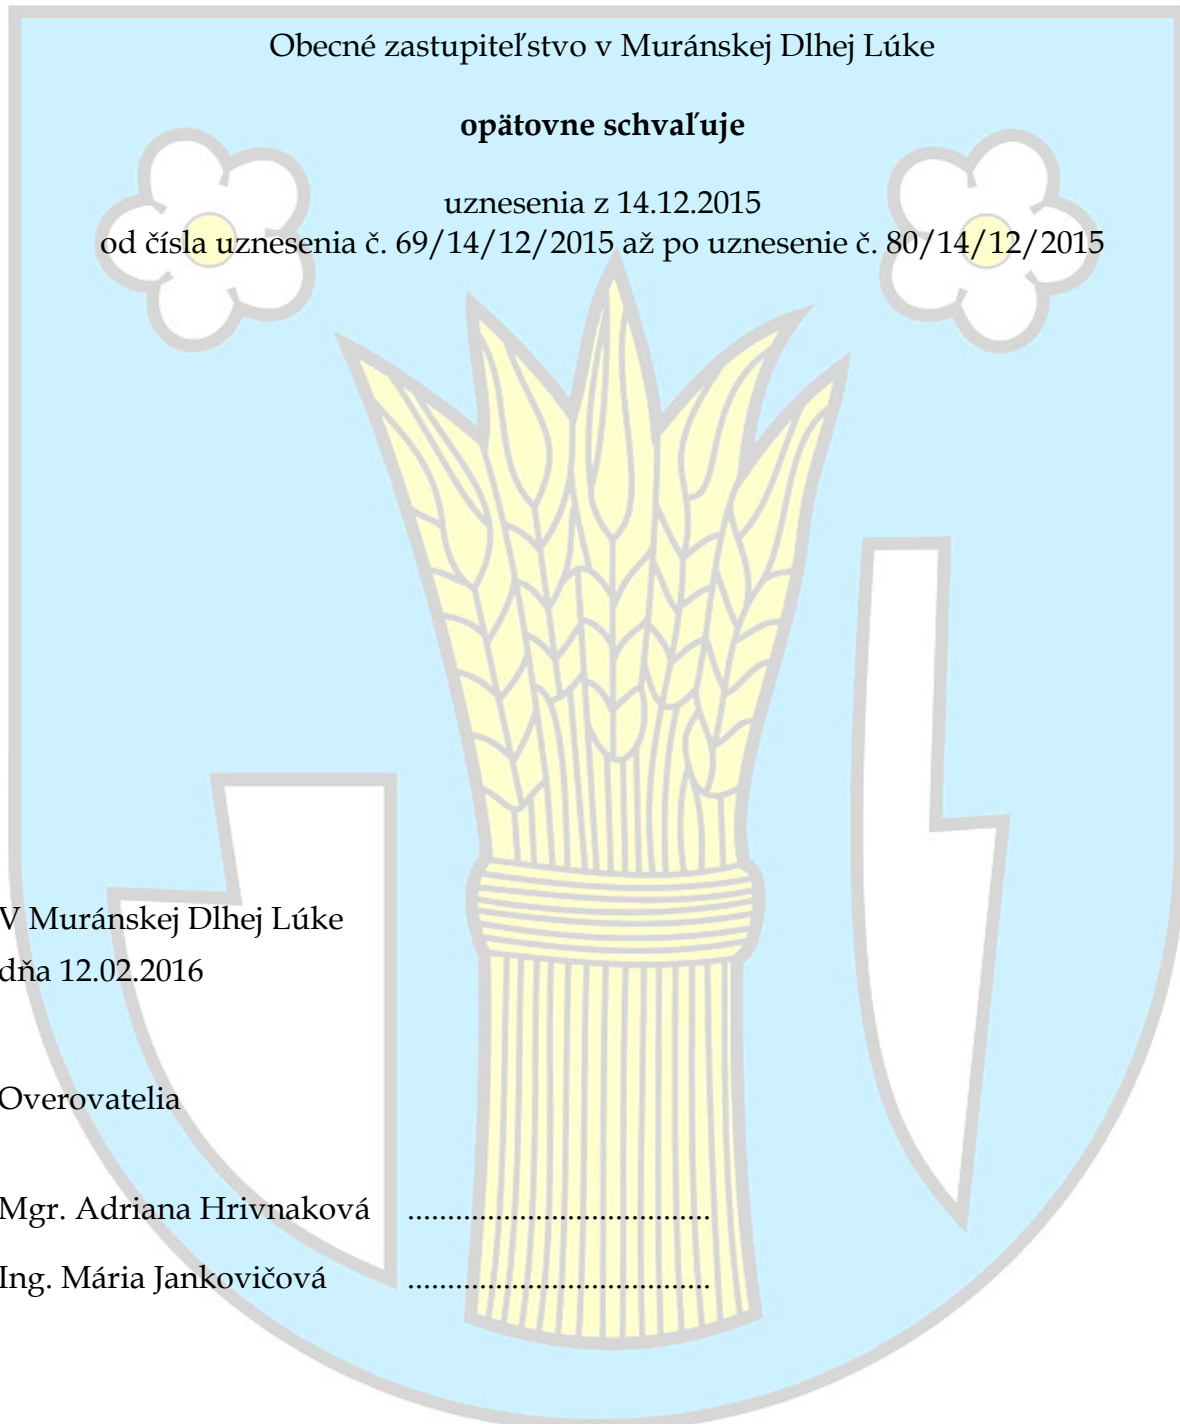 Obecné zastupiteľstvo v Muránskej Dlhej Lúke
opätovne schvaľuje
uznesenia z 14.12.2015
od čísla uznesenia č. 69/14/12/2015 až po uznesenie č. 80/14/12/2015
V Muránskej Dlhej Lúke
dňa 12.02.2016
Overovatelia
Mgr. Adriana Hrivnaková ......................................
Ing. Mária Jankovičová ......................................